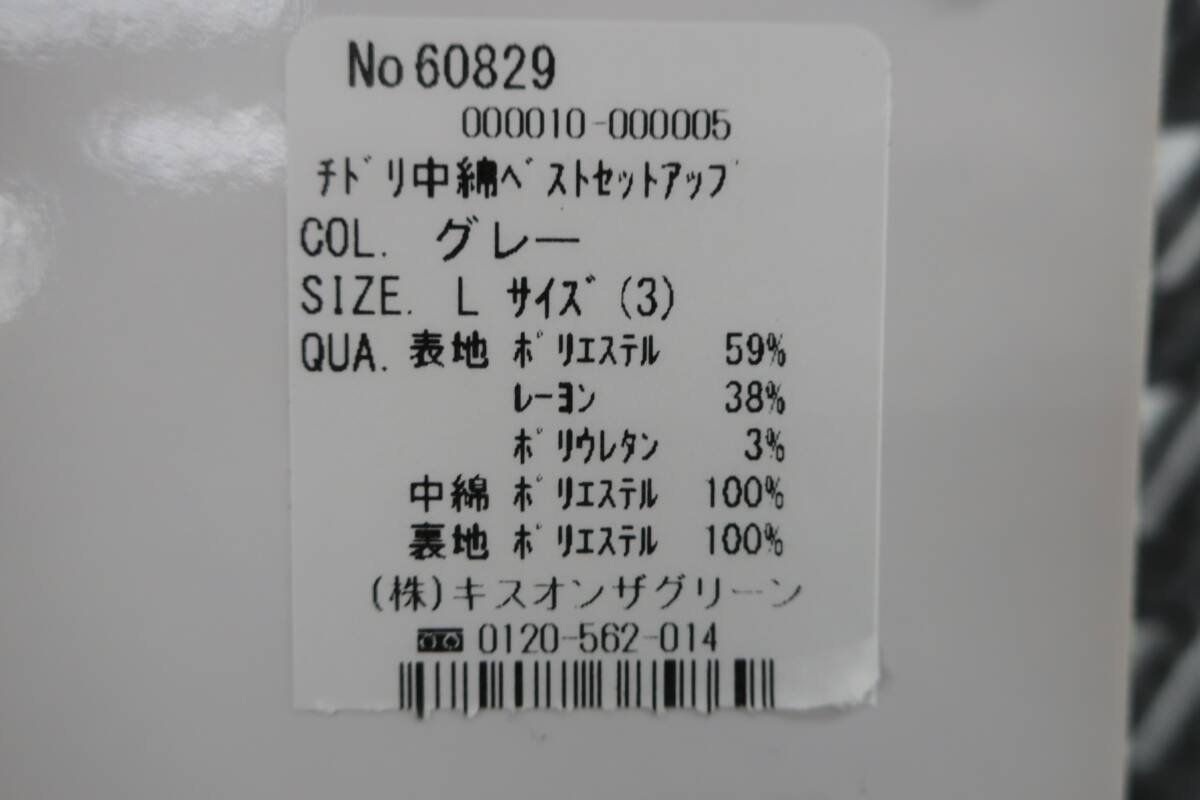 No 60829
000010-000005
ﾁﾄﾞﾘ中綿ﾍﾞｽﾄｾｯﾄｱｯﾌﾟ
COL. グレー
SIZE. L ｻｲｽﾞ(3)
QUA. 表地 ﾎﾟﾘｴｽﾃﾙ 59%
ﾚｰﾖﾝ 38%
ﾎﾟﾘｳﾚﾀﾝ 3%
中綿 ﾎﾟﾘｴｽﾃﾙ 100%
裏地 ﾎﾟﾘｴｽﾃﾙ 100%
(株)キスオンザグリーン
0120-562-014